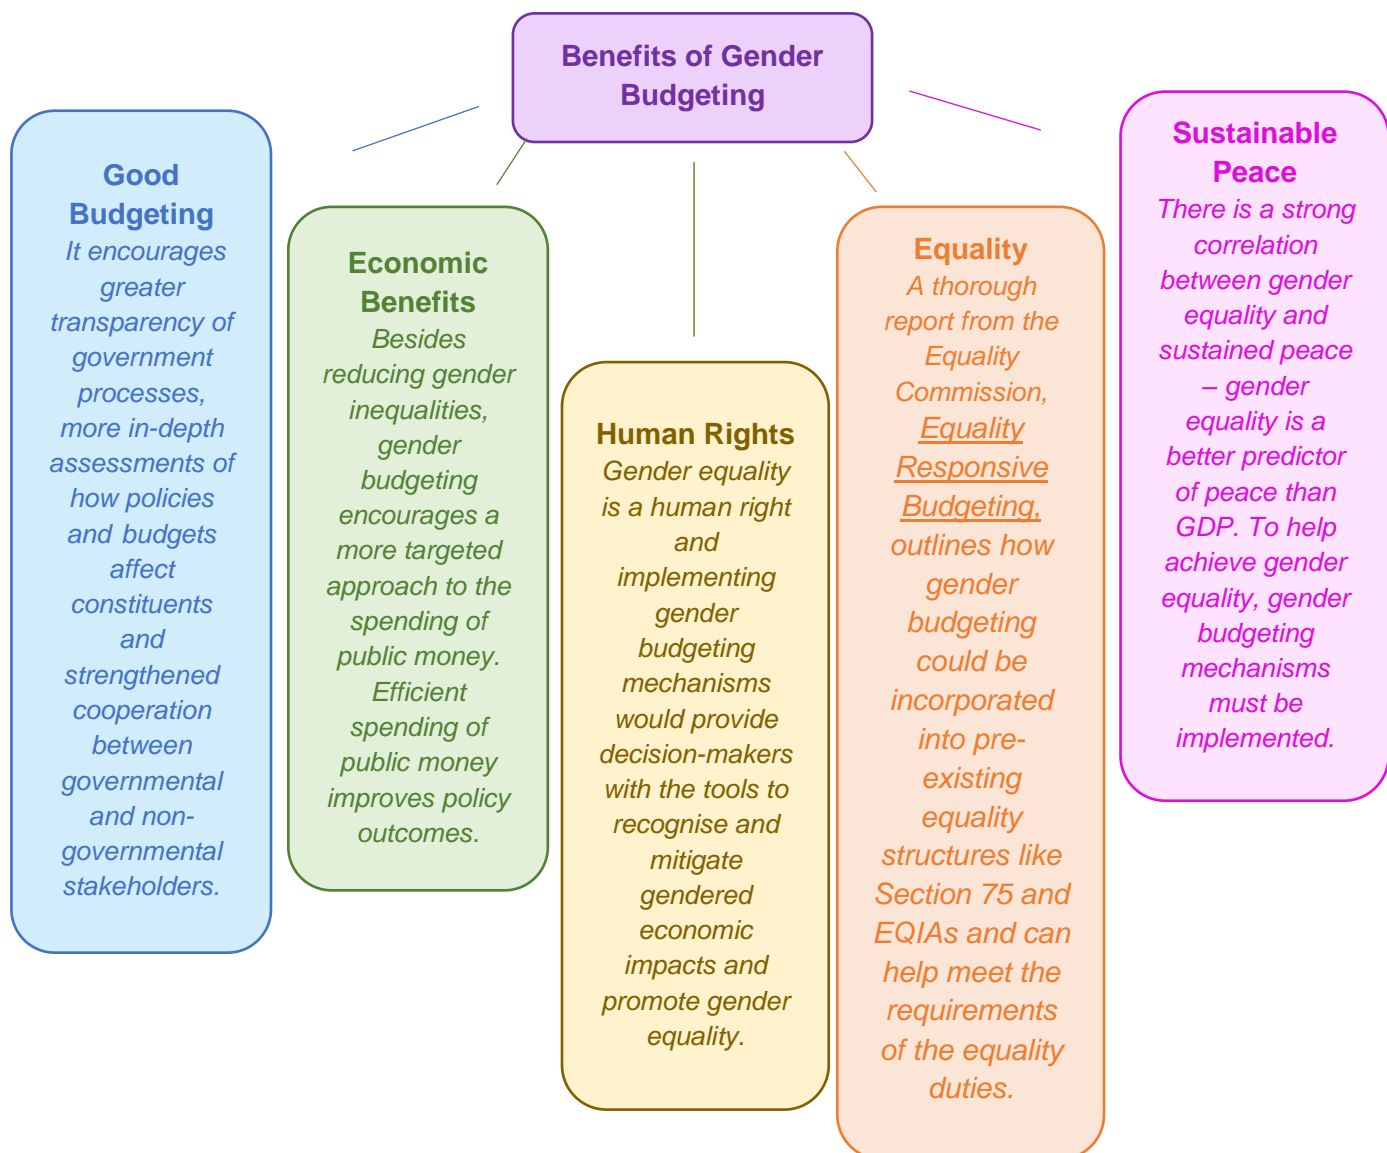 Benefits of Gender
Budgeting
Good
Budgeting
It encourages
greater
transparency of
government
processes,
more in-depth
assessments of
how policies
and budgets
affect
constituents
and
strengthened
cooperation
between
governmental
and non-
governmental
stakeholders.
Economic
Benefits
Besides
reducing gender
inequalities,
gender
budgeting
encourages a
more targeted
approach to the
spending of
public money.
Efficient
spending of
public money
improves policy
outcomes.
Human Rights
Gender equality
is a human right
and
implementing
gender
budgeting
mechanisms
would provide
decision-makers
with the tools to
recognise and
mitigate
gendered
economic
impacts and
promote gender
equality.
Equality
A thorough
report from the
Equality
Commission,
Equality
Responsive
Budgeting,
outlines how
gender
budgeting
could be
incorporated
into pre-
existing
equality
structures like
Section 75 and
EQIAs and can
help meet the
requirements
of the equality
duties.
Sustainable
Peace
There is a strong
correlation
between gender
equality and
sustained peace
– gender
equality is a
better predictor
of peace than
GDP. To help
achieve gender
equality, gender
budgeting
mechanisms
must be
implemented.